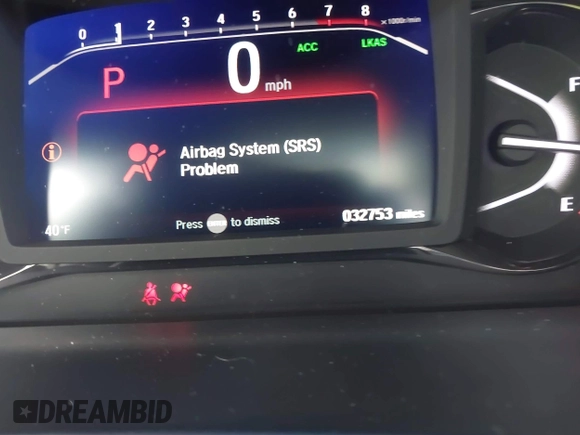 0 1 2 3 4 5 6 7 8 x1000r/min
ACC LKAS
P 0 mph
Airbag System (SRS)
Problem
40°F
Press to dismiss
032753 miles
F
E
DREAMBID